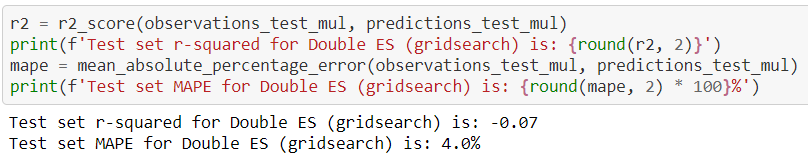 r2 = r2_score(observations_test_mul, predictions_test_mul)
print(f'Test set r-squared for Double ES (gridsearch) is: {round(r2, 2)}')
mape = mean_absolute_percentage_error(observations_test_mul, predictions_test_mul)
print(f'Test set MAPE for Double ES (gridsearch) is: {round(mape, 2) * 100}%')
Test set r-squared for Double ES (gridsearch) is: -0.07
Test set MAPE for Double ES (gridsearch) is: 4.0%